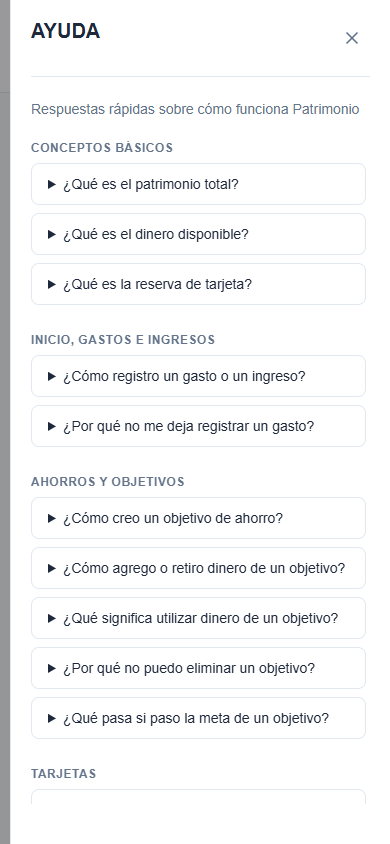 AYUDA
Respuestas rápidas sobre cómo funciona Patrimonio
CONCEPTOS BÁSICOS
¿Qué es el patrimonio total?
¿Qué es el dinero disponible?
¿Qué es la reserva de tarjeta?
INICIO, GASTOS E INGRESOS
¿Cómo registro un gasto o un ingreso?
¿Por qué no me deja registrar un gasto?
AHORROS Y OBJETIVOS
¿Cómo creo un objetivo de ahorro?
¿Cómo agrego o retiro dinero de un objetivo?
¿Qué significa utilizar dinero de un objetivo?
¿Por qué no puedo eliminar un objetivo?
¿Qué pasa si paso la meta de un objetivo?
TARJETAS